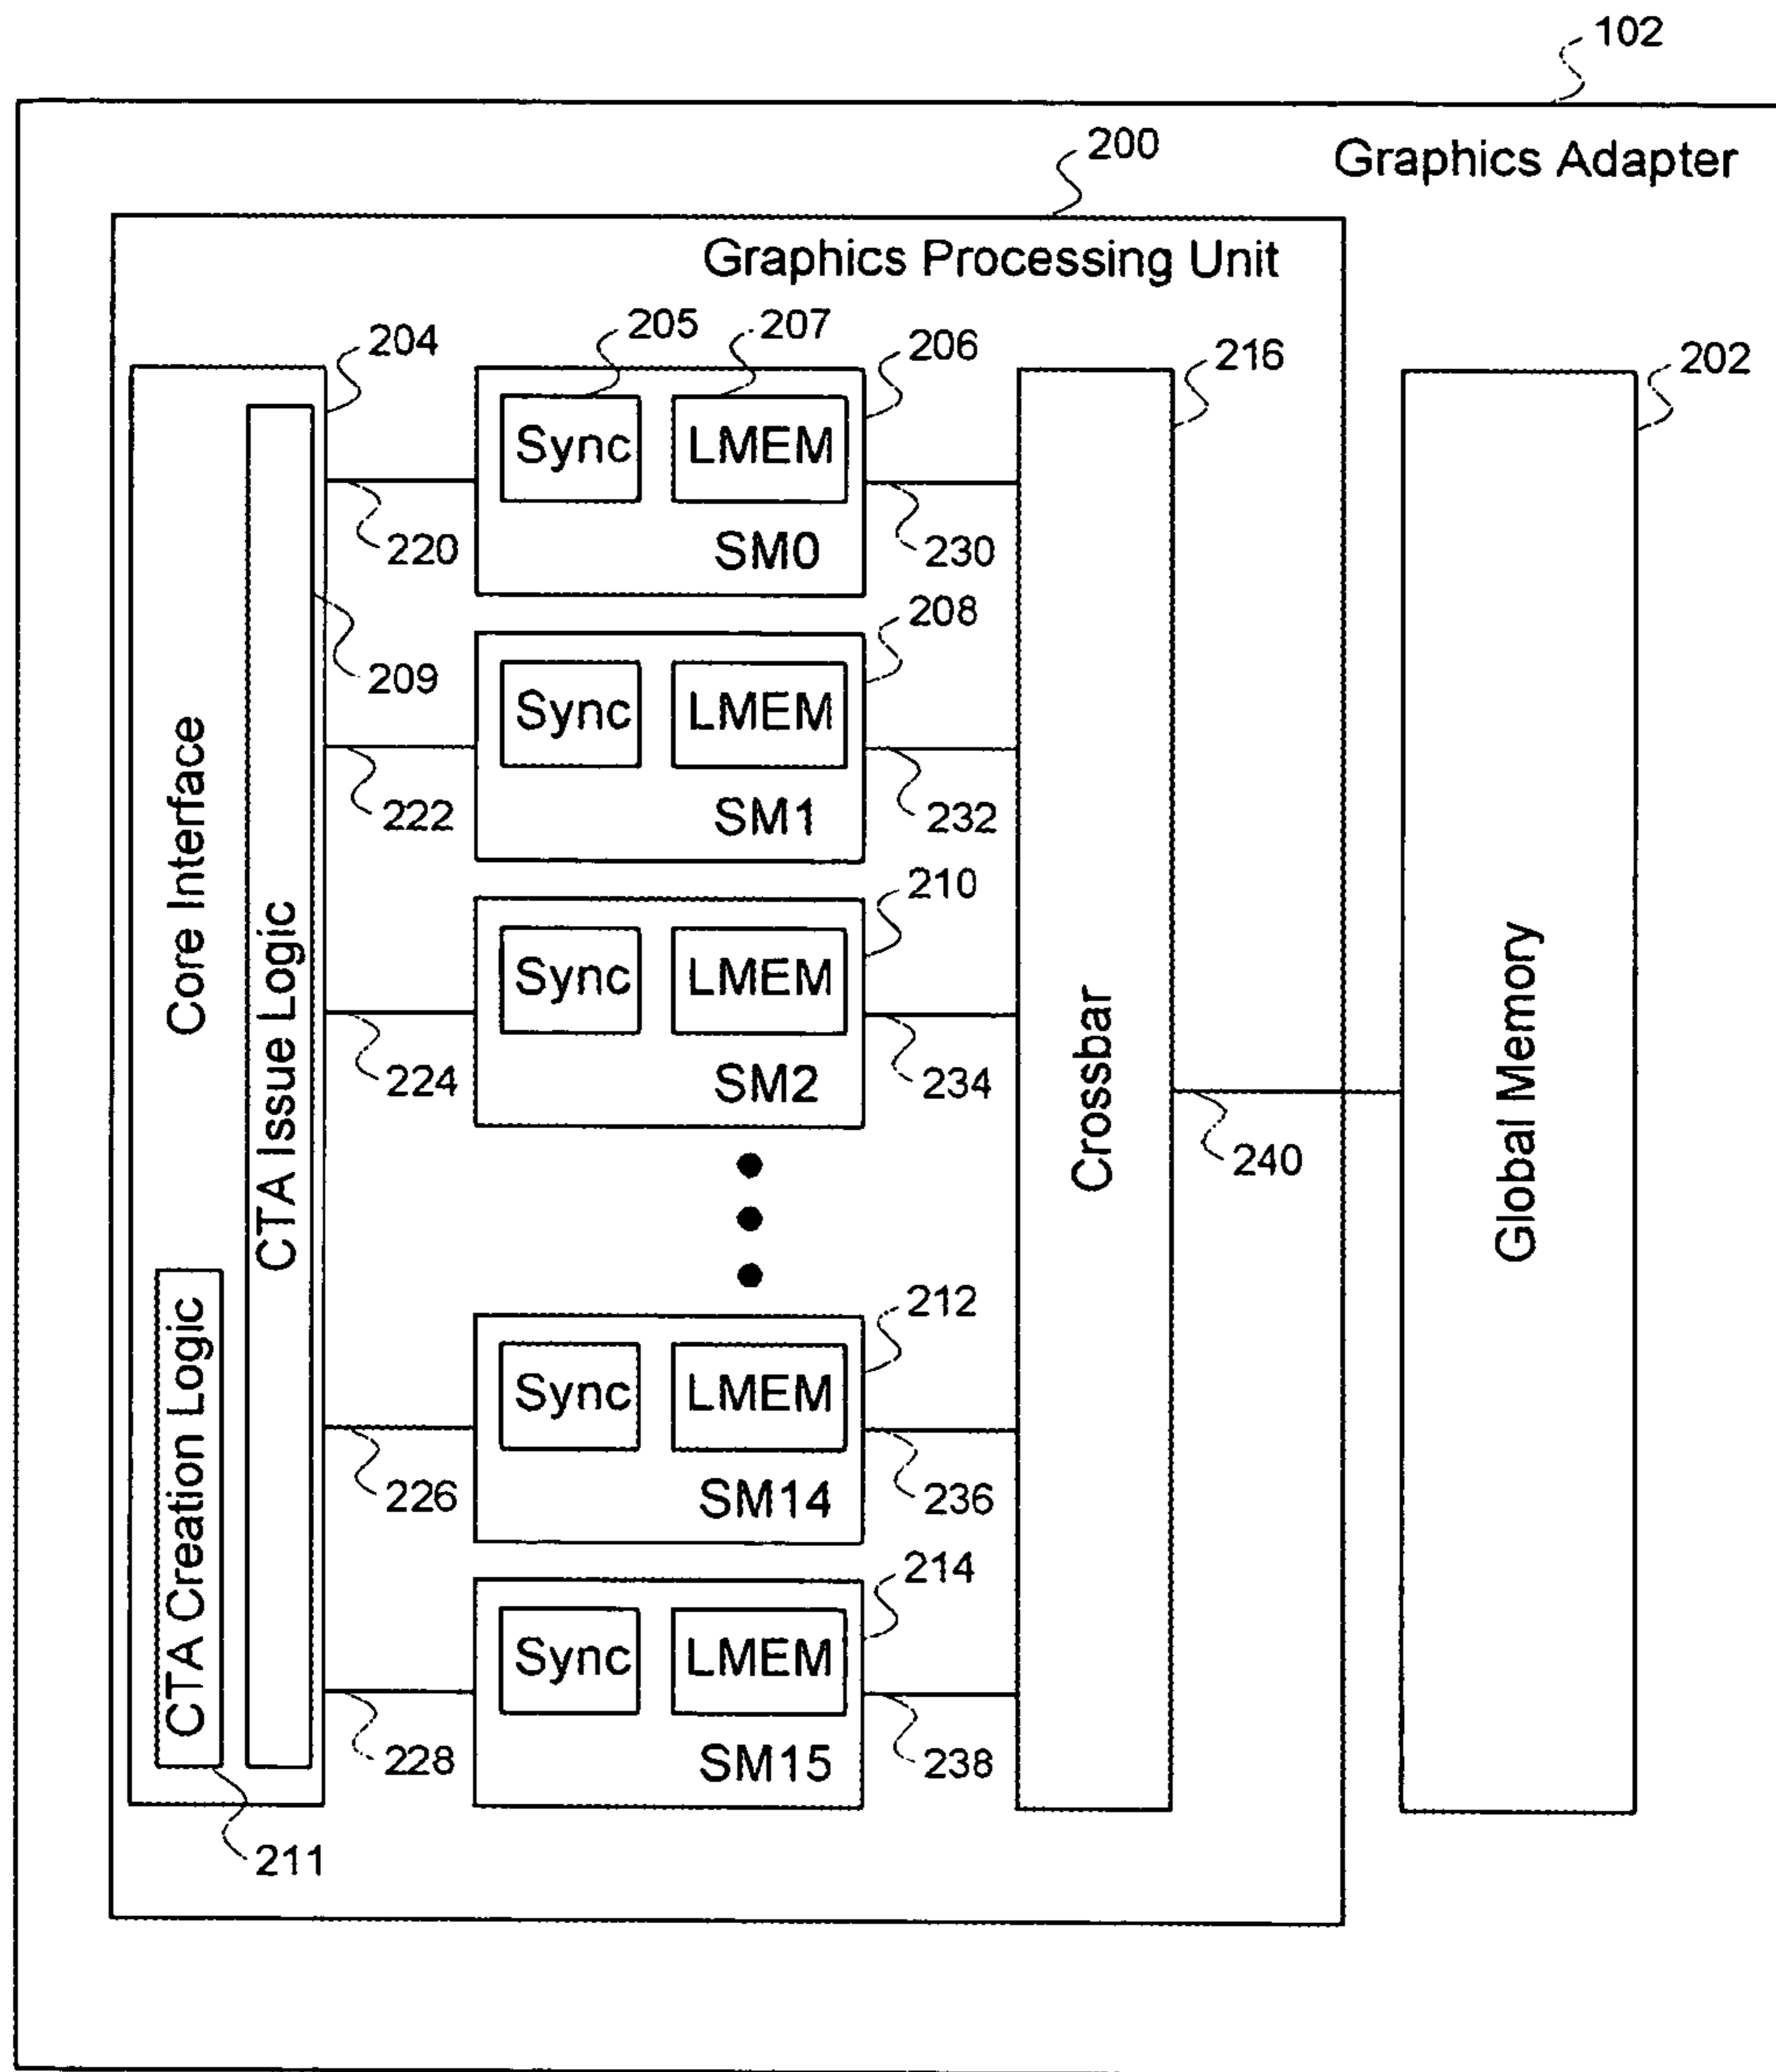 102
Graphics Adapter
200
Graphics Processing Unit
204
205
207
206
216
202
Sync
LMEM
SM0
220
230
209
208
Sync
LMEM
SM1
222
232
Core Interface
CTA Issue Logic
CTA Creation Logic
210
Sync
LMEM
SM2
224
234
Crossbar
240
Global Memory
212
Sync
LMEM
SM14
226
236
214
Sync
LMEM
SM15
228
238
211